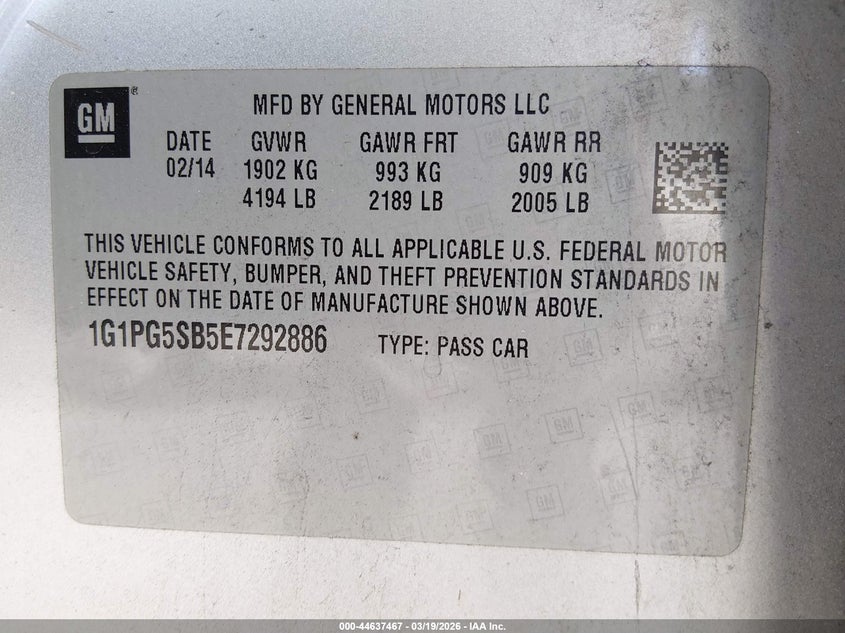 GM
MFD BY GENERAL MOTORS LLC
DATE GVWR GAWR FRT GAWR RR
02/14 1902 KG 993 KG 909 KG
4194 LB 2189 LB 2005 LB
THIS VEHICLE CONFORMS TO ALL APPLICABLE U.S. FEDERAL MOTOR
VEHICLE SAFETY, BUMPER, AND THEFT PREVENTION STANDARDS IN
EFFECT ON THE DATE OF MANUFACTURE SHOWN ABOVE.
1G1PG5SB5E7292886 TYPE: PASS CAR
000-44637467 — 03/19/2026 — IAA Inc.